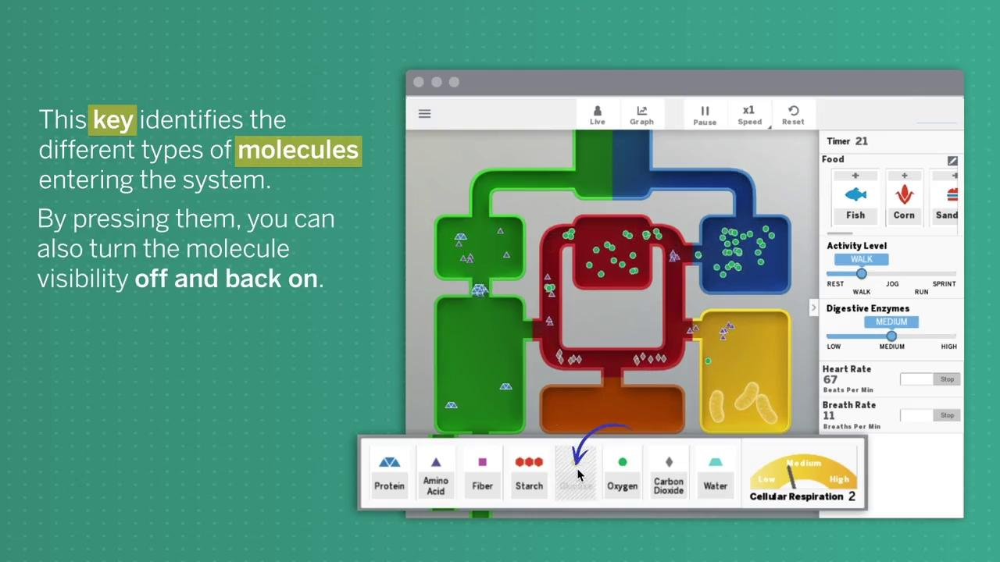 This key identifies the
different types of molecules
entering the system.
By pressing them, you can
also turn the molecule
visibility off and back on.
Live
Graph
Pause
x1
Speed
Reset
Timer 21
Food
Fish
Corn
Sand
Activity Level
WALK
REST
JOG
SPRINT
WALK
RUN
Digestive Enzymes
MEDIUM
LOW
MEDIUM
HIGH
Heart Rate
67
Beats Per Min
Stop
Breath Rate
11
Breaths Per Min
Stop
Protein
Amino
Acid
Fiber
Starch
Glucose
Oxygen
Carbon
Dioxide
Water
Low
Medium
High
Cellular Respiration 2